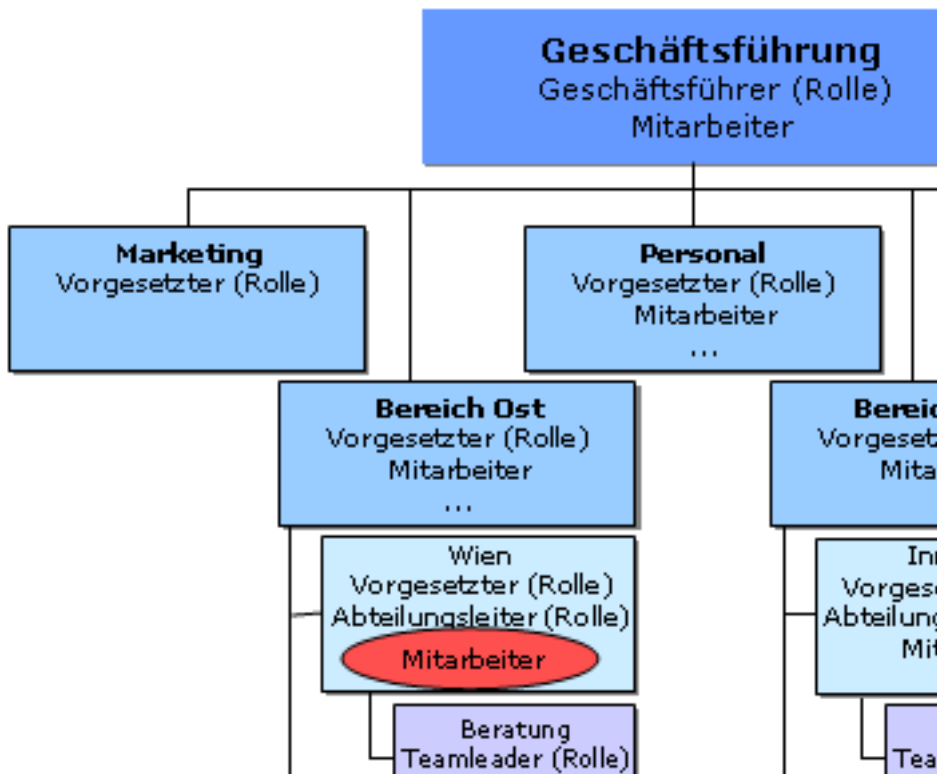 Geschäftsführung
Geschäftsführer (Rolle)
Mitarbeiter
Marketing
Vorgesetzter (Rolle)
Personal
Vorgesetzter (Rolle)
Mitarbeiter
...
Bereich Ost
Vorgesetzter (Rolle)
Mitarbeiter
...
Wien
Vorgesetzter (Rolle)
Abteilungsleiter (Rolle)
Mitarbeiter
Beratung
Teamleader (Rolle)